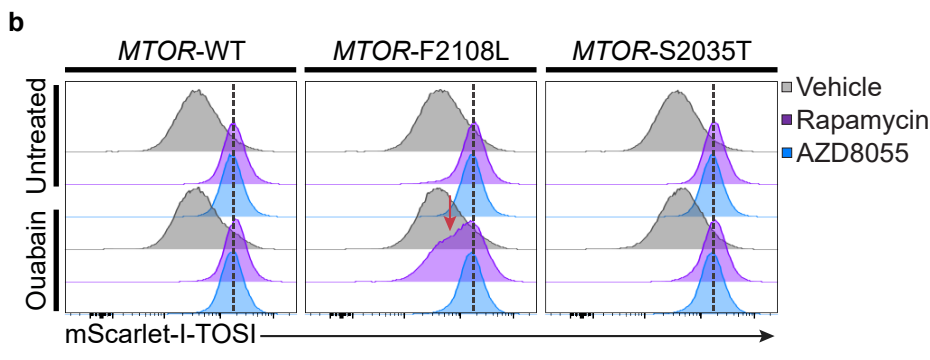 b
MTOR-WT
MTOR-F2108L
MTOR-S2035T
Untreated
Ouabain
Vehicle
Rapamycin
AZD8055
mScarlet-I-TOSI